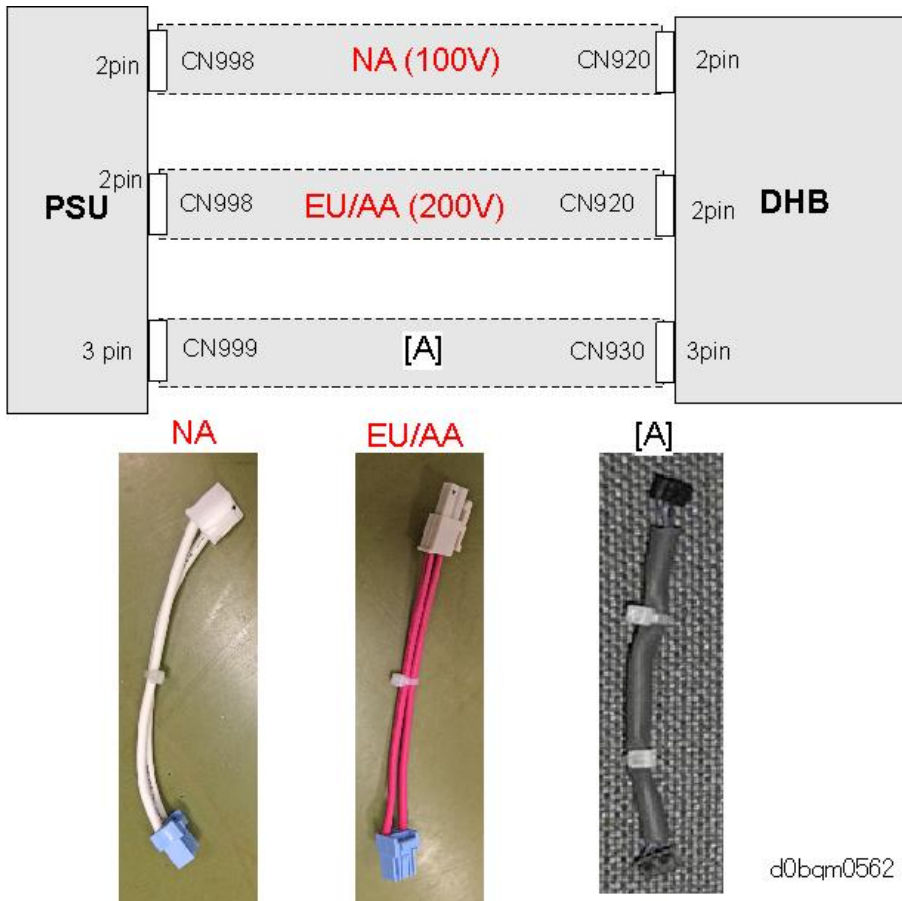 2pin CN998 NA (100V) CN920 2pin
2pin
PSU CN998 EU/AA (200V) CN920 2pin DHB
3 pin CN999 [A] CN930 3pin
NA EU/AA [A]
d0bqm0562